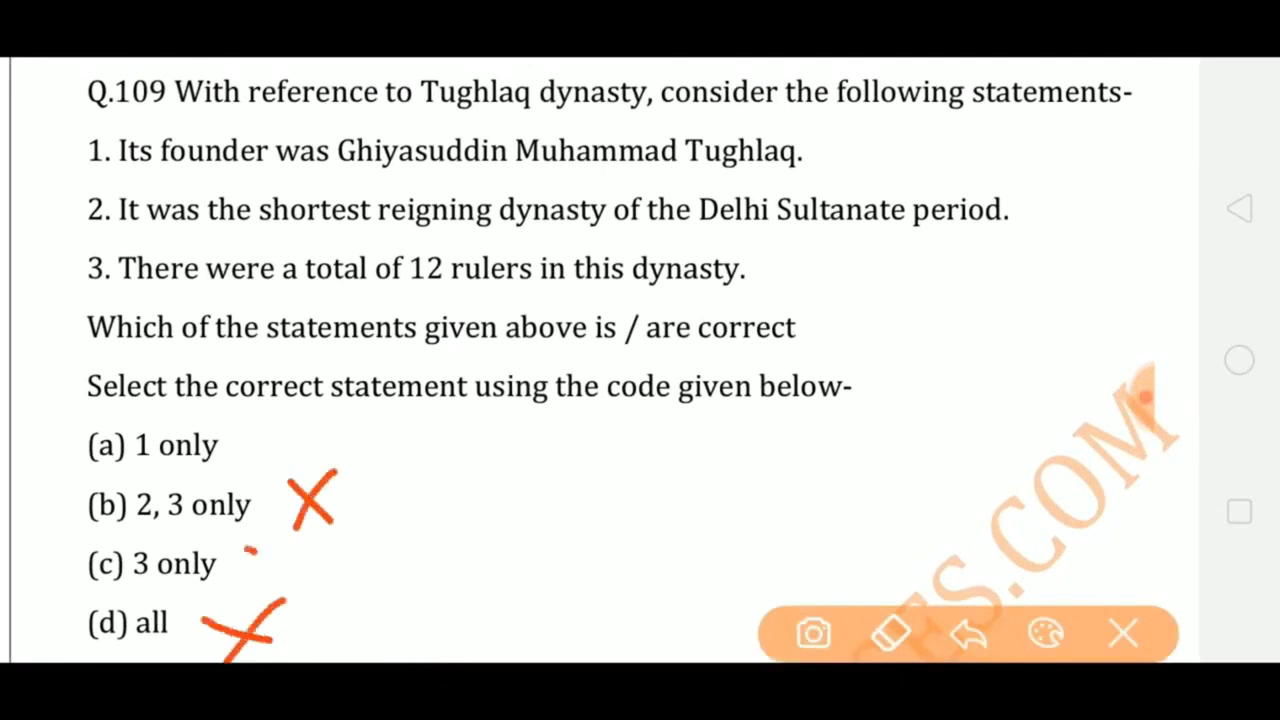 Q.109 With reference to Tughlaq dynasty, consider the following statements-
1. Its founder was Ghiyasuddin Muhammad Tughlaq.
2. It was the shortest reigning dynasty of the Delhi Sultanate period.
3. There were a total of 12 rulers in this dynasty.
Which of the statements given above is / are correct
Select the correct statement using the code given below-
(a) 1 only
(b) 2, 3 only
(c) 3 only
(d) all
ES.COM